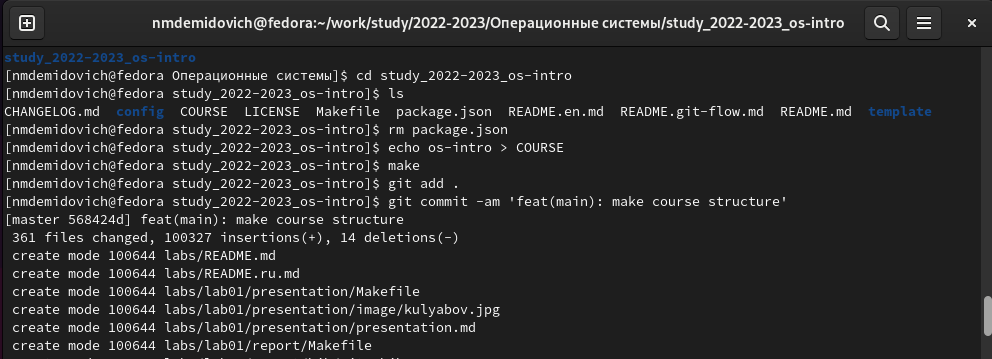 nmdemidovich@fedora:~/work/study/2022-2023/Операционные системы/study_2022-2023_os-intro
study_2022-2023_os-intro
[nmdemidovich@fedora Операционные системы]$ cd study_2022-2023_os-intro
[nmdemidovich@fedora study_2022-2023_os-intro]$ ls
CHANGELOG.md  config  COURSE  LICENSE  Makefile  package.json  README.en.md  README.git-flow.md  README.md  template
[nmdemidovich@fedora study_2022-2023_os-intro]$ rm package.json
[nmdemidovich@fedora study_2022-2023_os-intro]$ echo os-intro > COURSE
[nmdemidovich@fedora study_2022-2023_os-intro]$ make
[nmdemidovich@fedora study_2022-2023_os-intro]$ git add .
[nmdemidovich@fedora study_2022-2023_os-intro]$ git commit -am 'feat(main): make course structure'
[master 568424d] feat(main): make course structure
 361 files changed, 100327 insertions(+), 14 deletions(-)
 create mode 100644 labs/README.md
 create mode 100644 labs/README.ru.md
 create mode 100644 labs/lab01/presentation/Makefile
 create mode 100644 labs/lab01/presentation/image/kulyabov.jpg
 create mode 100644 labs/lab01/presentation/presentation.md
 create mode 100644 labs/lab01/report/Makefile